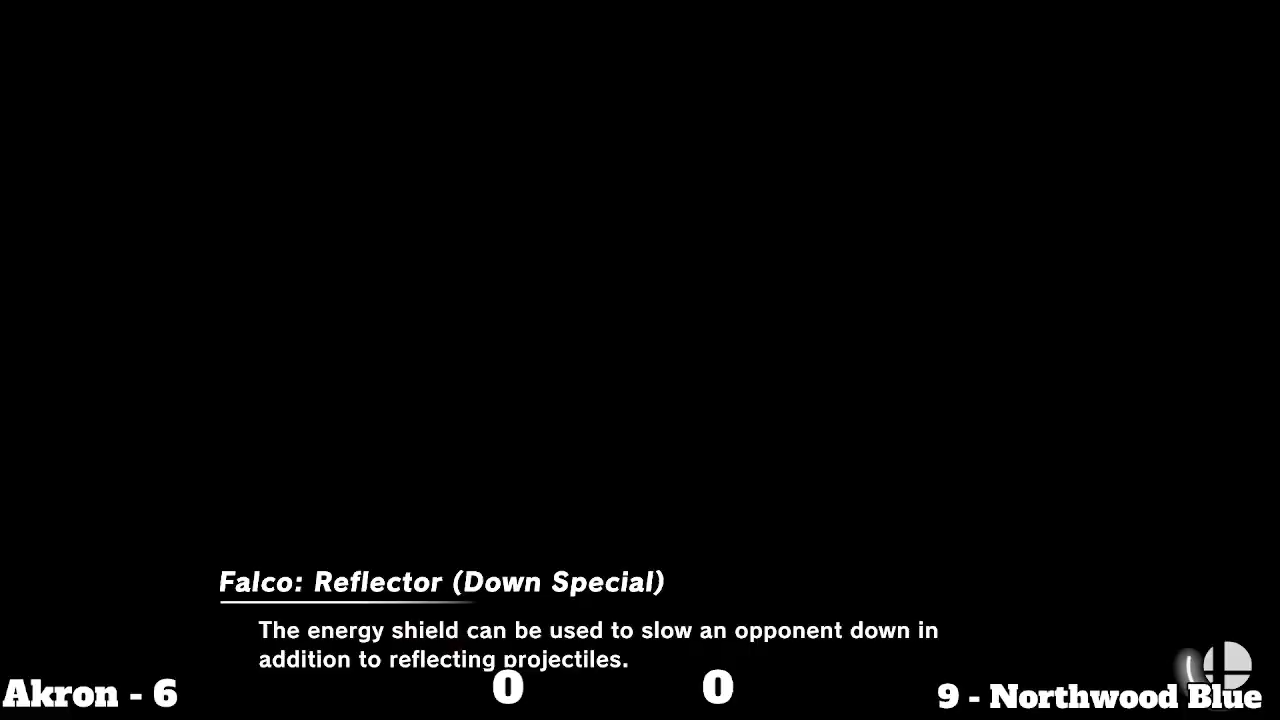 Falco: Reflector (Down Special)
The energy shield can be used to slow an opponent down in
addition to reflecting projectiles.
Akron - 6
0
0
9 - Northwood Blue